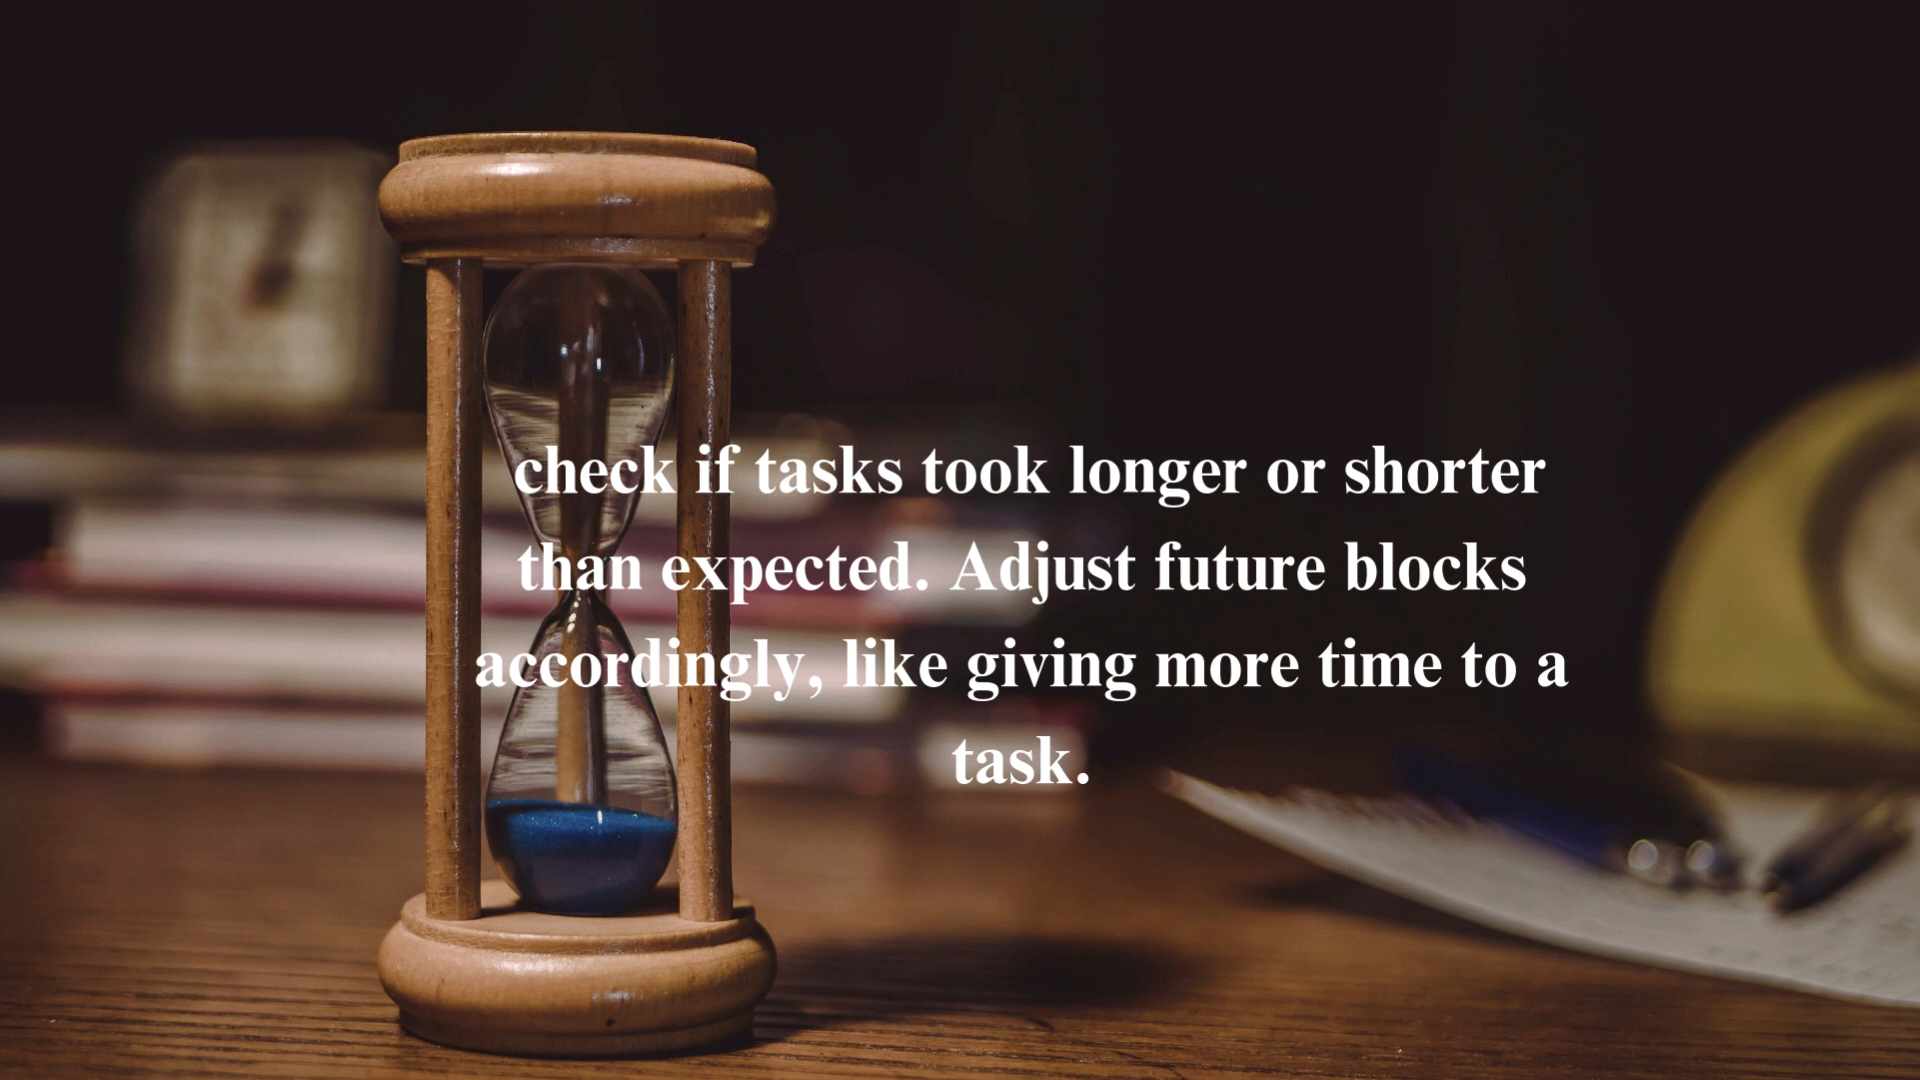 check if tasks took longer or shorter
than expected. Adjust future blocks
accordingly, like giving more time to a
task.